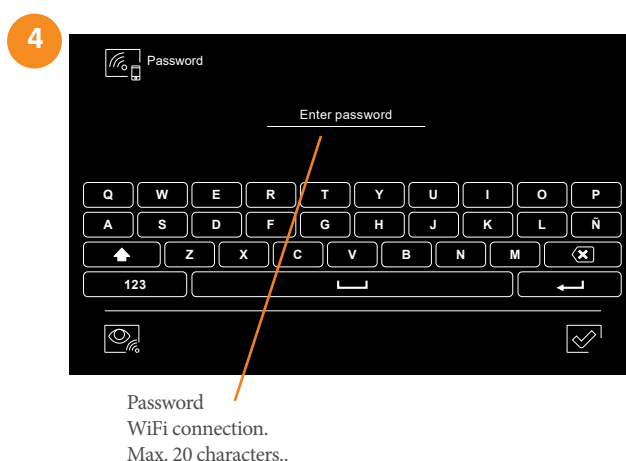 4
Password
Enter password
Q W E R T Y U I O P
A S D F G H J K L Ñ
Z X C V B N M
123
Password
WiFi connection.
Max. 20 characters..